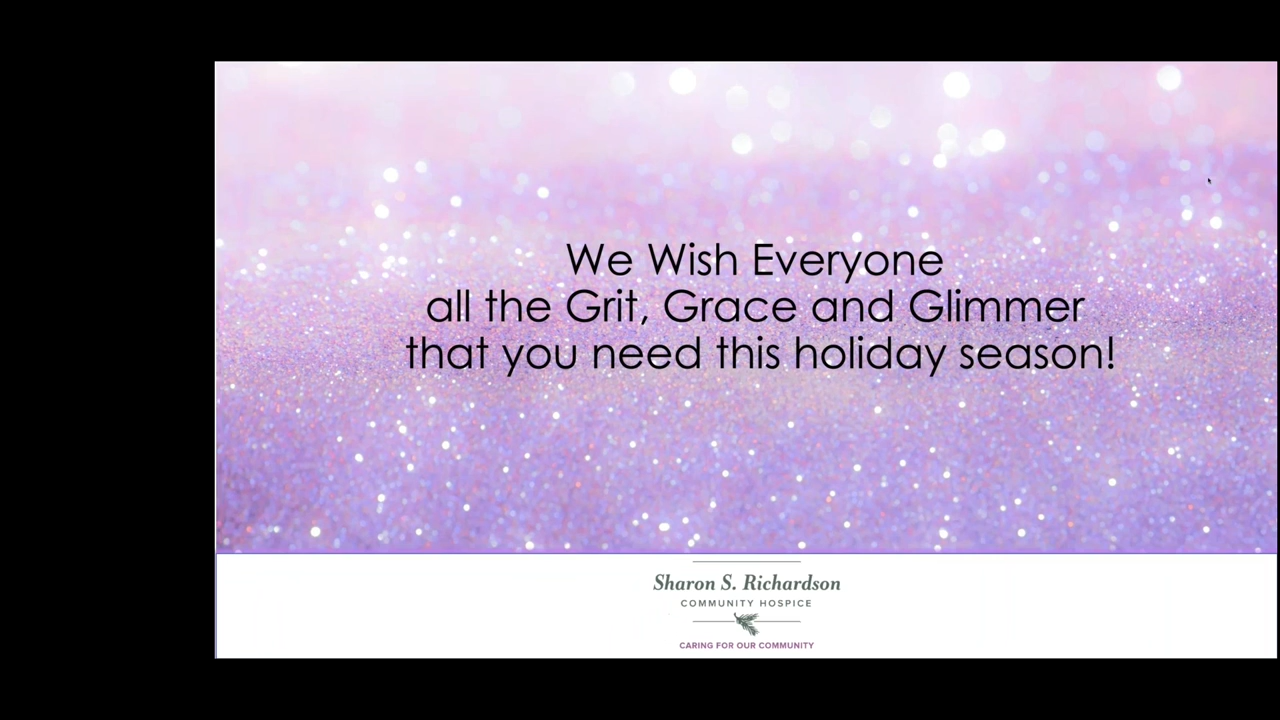 We Wish Everyone
all the Grit, Grace and Glimmer
that you need this holiday season!
Sharon S. Richardson
COMMUNITY HOSPICE
CARING FOR OUR COMMUNITY